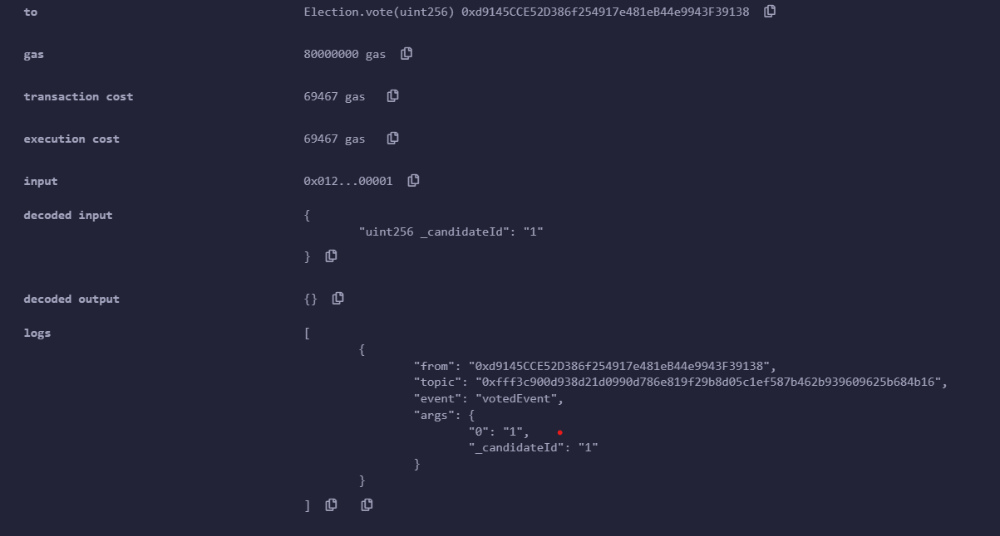 to Election.vote(uint256) 0xd9145CCE52D386f254917e481eB44e9943F39138
gas 80000000 gas
transaction cost 69467 gas
execution cost 69467 gas
input 0x012...00001
decoded input {
"uint256 _candidateId": "1"
}
decoded output {}
logs [
{
"from": "0xd9145CCE52D386f254917e481eB44e9943F39138",
"topic": "0xfff3c900d938d21d0990d786e819f29b8d05c1ef587b462b939609625b684b16",
"event": "votedEvent",
"args": {
"0": "1",
"_candidateId": "1"
}
}
]